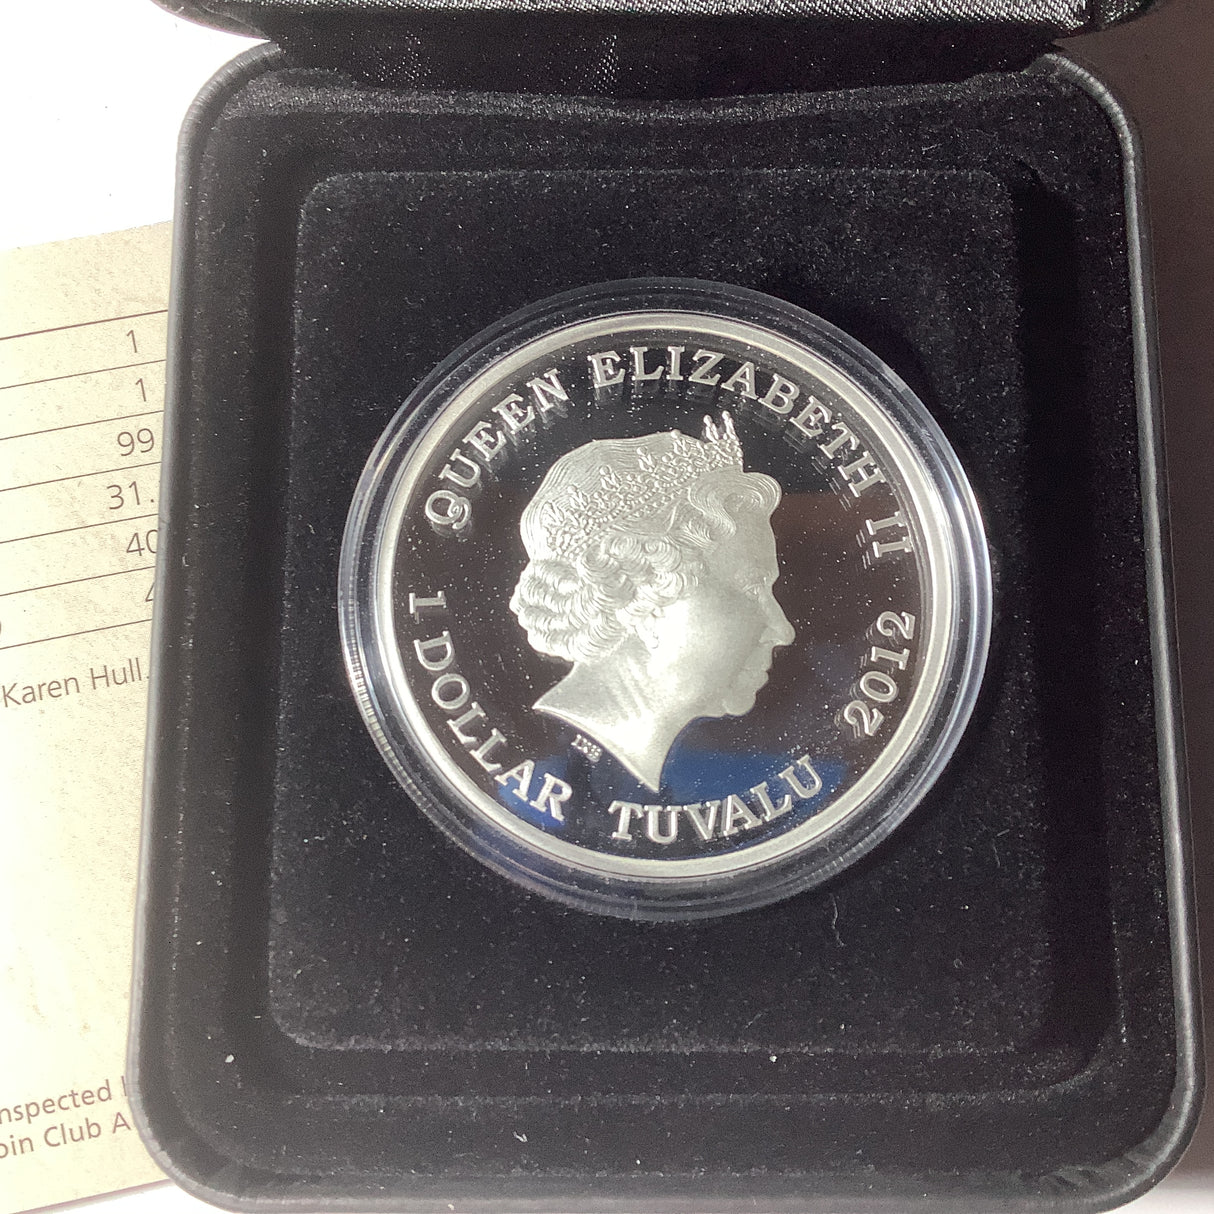 QUEEN ELIZABETH II 2012
1 DOLLAR TUVALU
IRB
1
1
99
31.
40
Karen Hull.
nspected
oin Club A